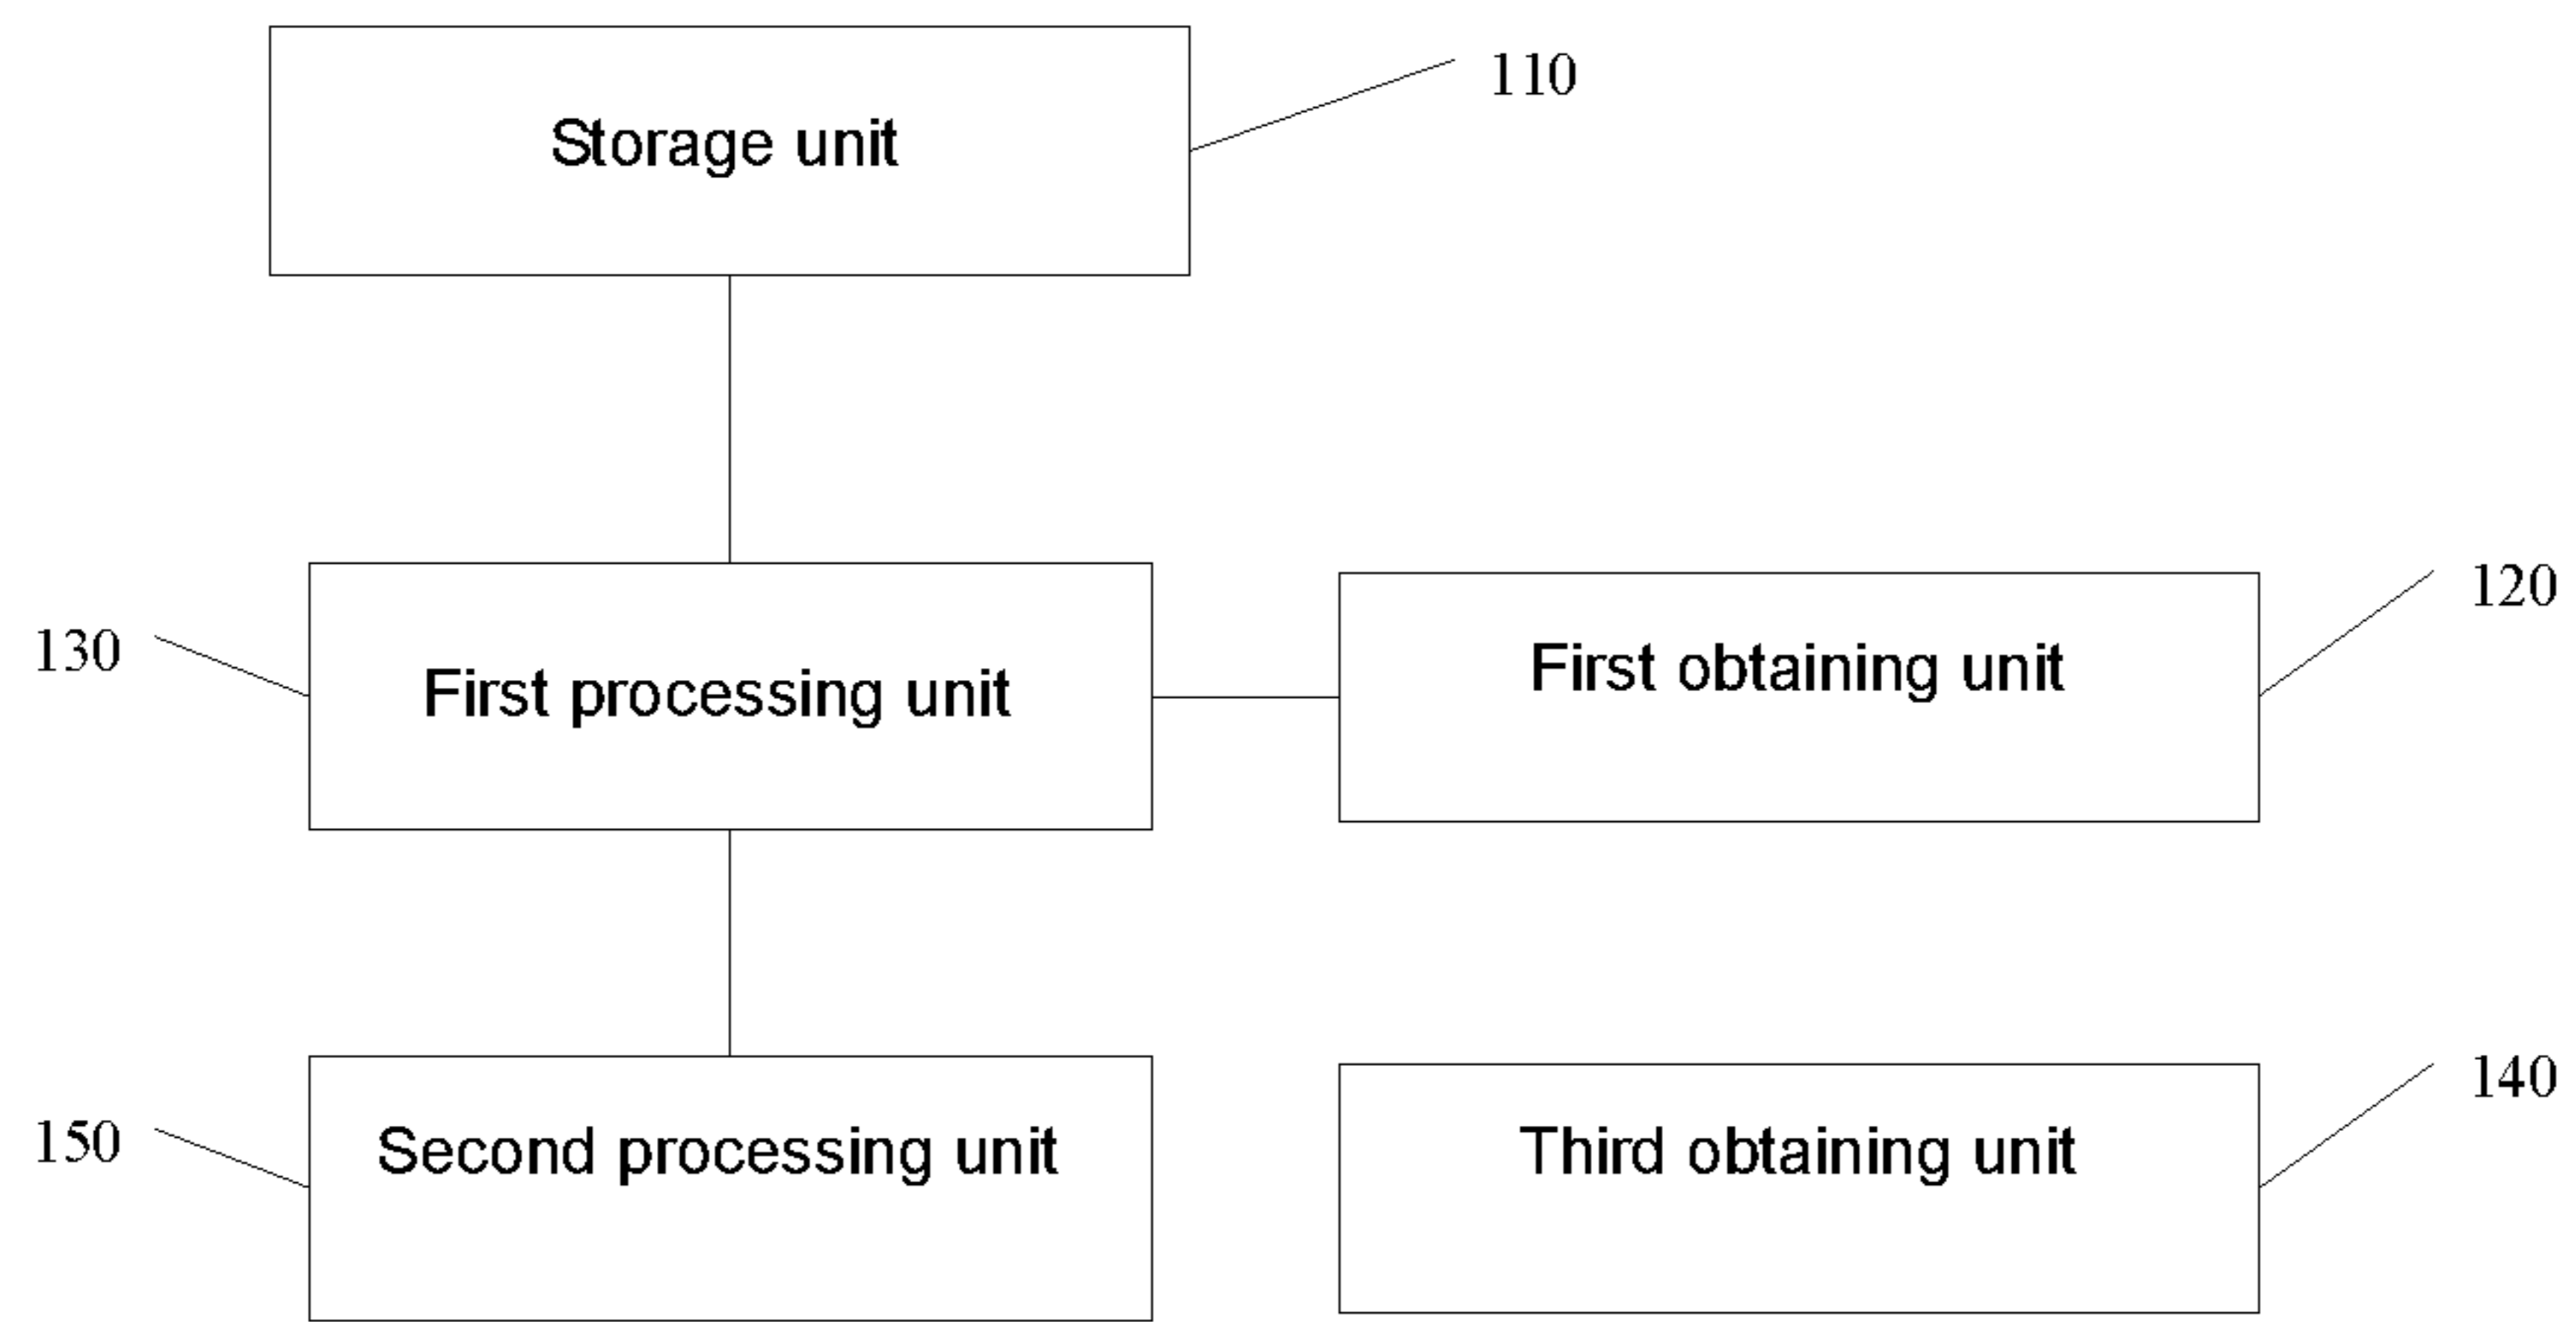 Storage unit
110
130
First processing unit
First obtaining unit
120
150
Second processing unit
Third obtaining unit
140